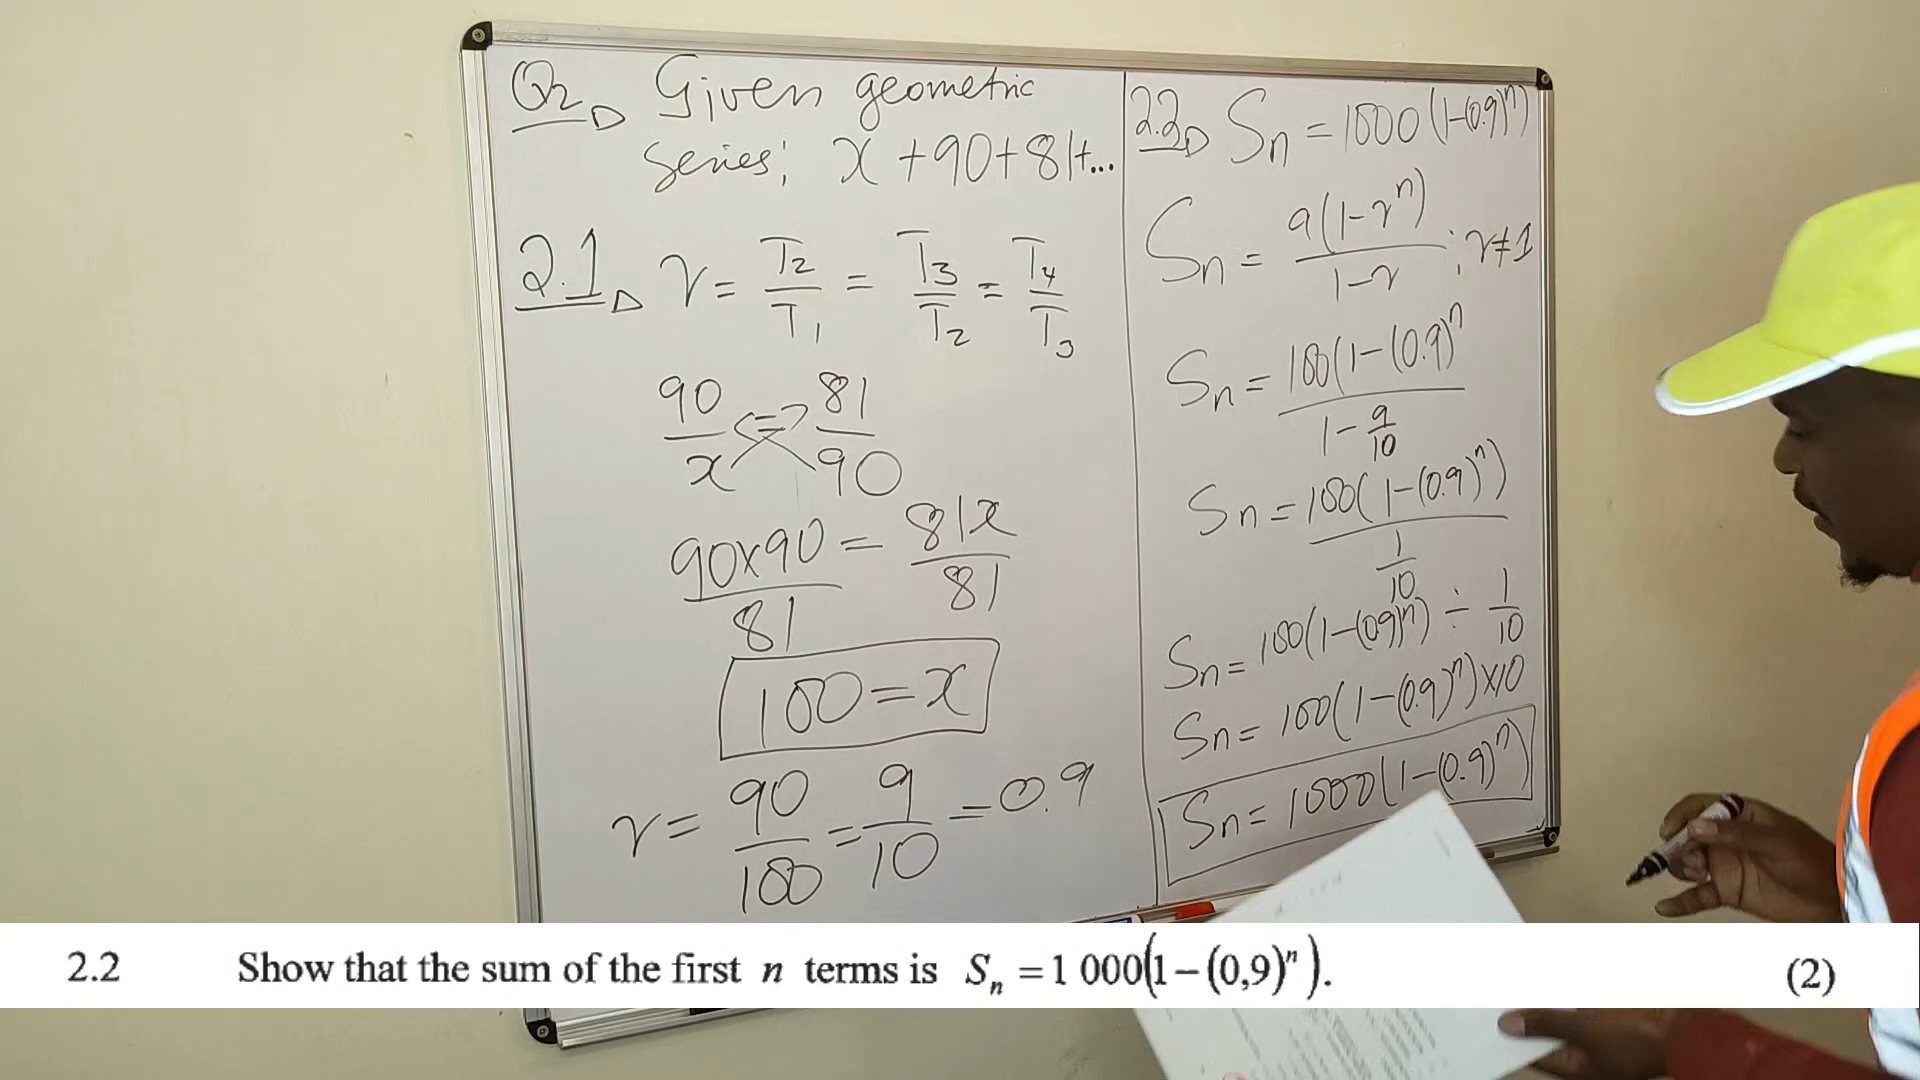 Q2 Given geometric
series; x + 90 + 81 + ...
2.1 r = T2/T1 = T3/T2 = T4/T3
90/x = 81/90
90x90/81 = 81x/81
100 = x
r = 90/100 = 9/10 = 0.9
2.2 Sn = 1000(1-(0.9)^n)
Sn = a(1-r^n)/1-r ; r≠1
Sn = 100(1-(0.9)^n/1-9/10
Sn = 100(1-(0.9)^n)/1/10
Sn = 100(1-(0.9)^n) ÷ 1/10
Sn = 100(1-(0.9)^n)x10
Sn = 1000(1-(0.9)^n)
2.2 Show that the sum of the first n terms is Sn = 1 000(1-(0,9)^n). (2)